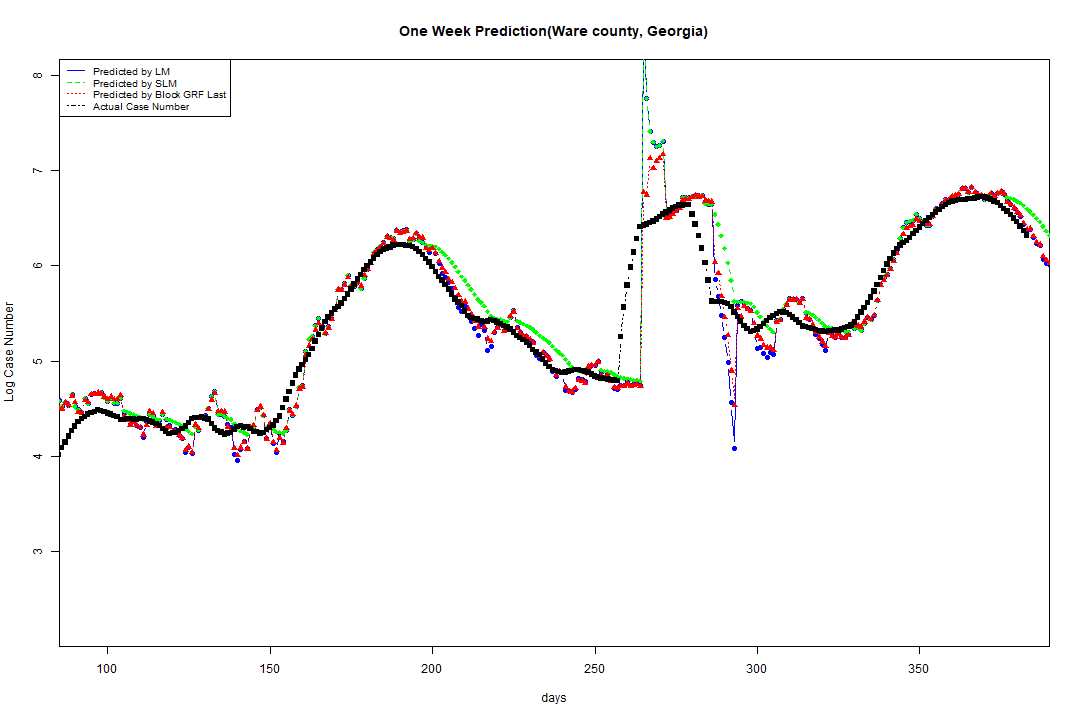 One Week Prediction(Ware county, Georgia)
Predicted by LM
Predicted by SLM
Predicted by Block GRF Last
Actual Case Number
8
7
6
5
4
3
Log Case Number
100
150
200
250
300
350
days